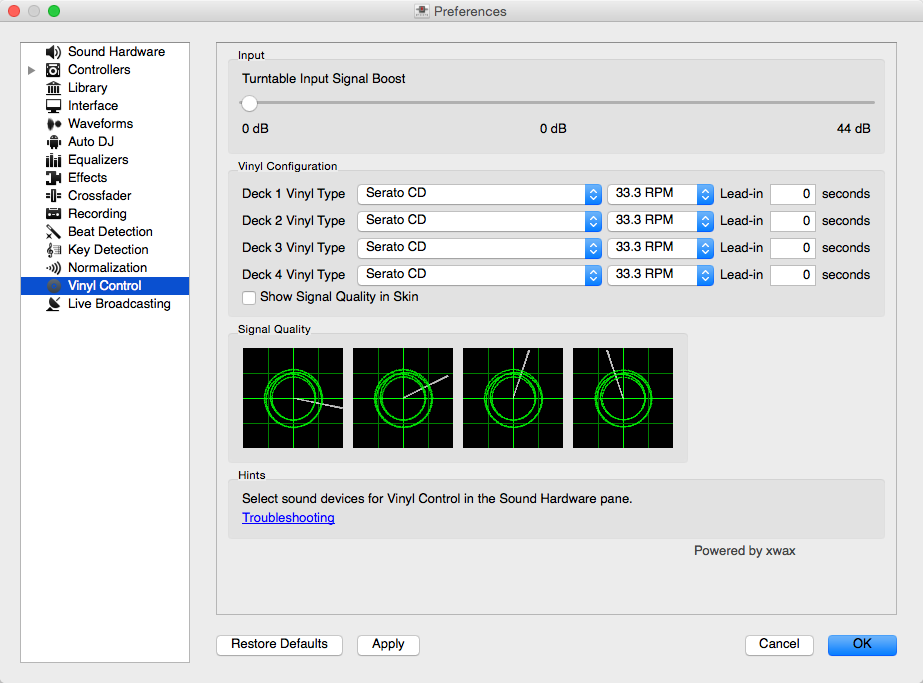 Preferences
Sound Hardware
Controllers
Library
Interface
Waveforms
Auto DJ
Equalizers
Effects
Crossfader
Recording
Beat Detection
Key Detection
Normalization
Vinyl Control
Live Broadcasting
Input
Turntable Input Signal Boost
0 dB 0 dB 44 dB
Vinyl Configuration
Deck 1 Vinyl Type Serato CD 33.3 RPM Lead-in 0 seconds
Deck 2 Vinyl Type Serato CD 33.3 RPM Lead-in 0 seconds
Deck 3 Vinyl Type Serato CD 33.3 RPM Lead-in 0 seconds
Deck 4 Vinyl Type Serato CD 33.3 RPM Lead-in 0 seconds
Show Signal Quality in Skin
Signal Quality
Hints
Select sound devices for Vinyl Control in the Sound Hardware pane.
Troubleshooting
Powered by xwax
Restore Defaults Apply Cancel OK